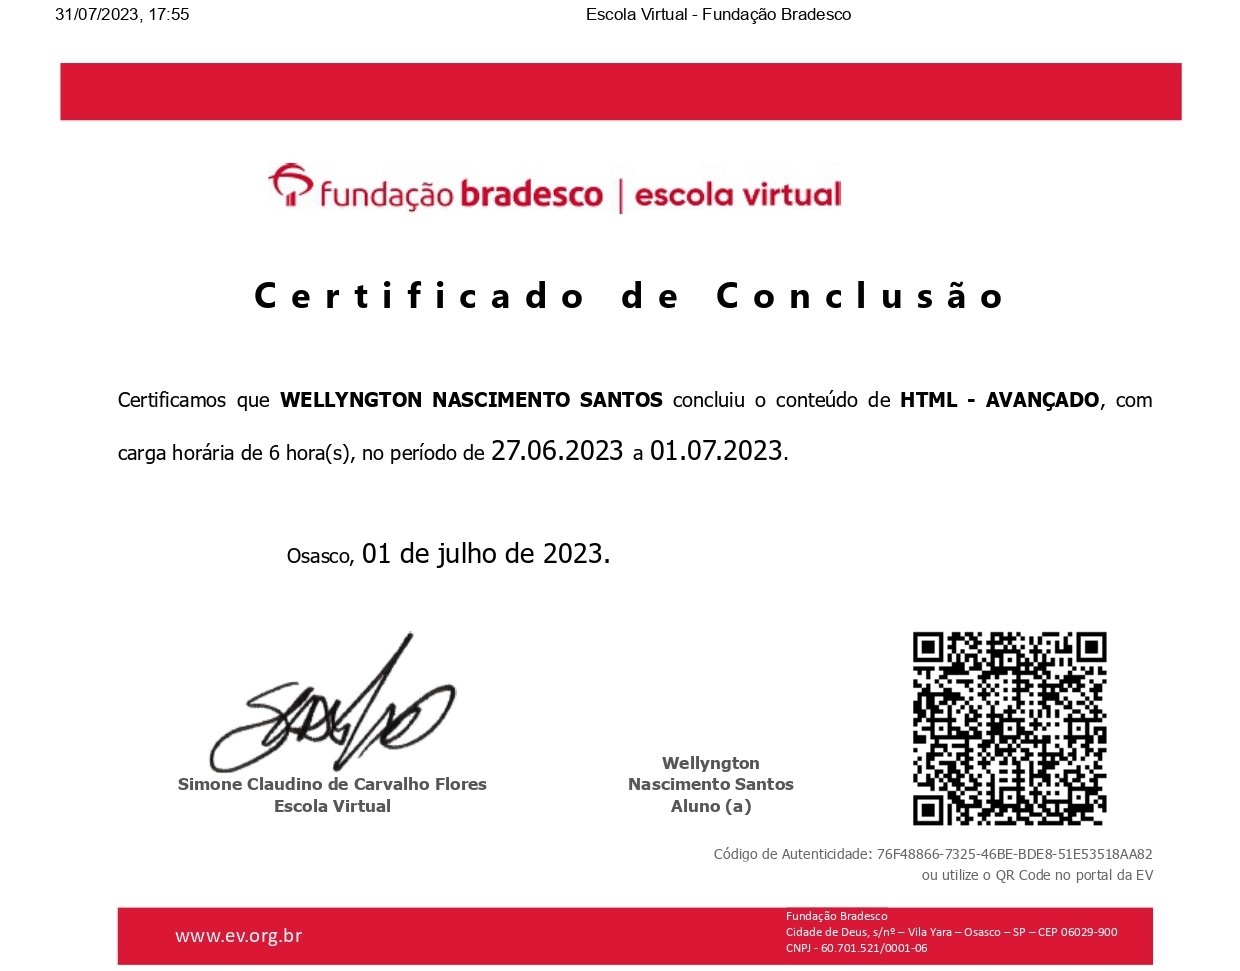 31/07/2023, 17:55 Escola Virtual - Fundação Bradesco
fundação bradesco | escola virtual
Certificado de Conclusão
Certificamos que WELLYNGTON NASCIMENTO SANTOS concluiu o conteúdo de HTML - AVANÇADO, com
carga horária de 6 hora(s), no período de 27.06.2023 a 01.07.2023.
Osasco, 01 de julho de 2023.
Simone Claudino de Carvalho Flores
Escola Virtual
Wellyngton
Nascimento Santos
Aluno (a)
Código de Autenticidade: 76F48866-7325-46BE-BDE8-51E53518AA82
ou utilize o QR Code no portal da EV
www.ev.org.br
Fundação Bradesco
Cidade de Deus, s/nº – Vila Yara – Osasco – SP – CEP 06029-900
CNPJ - 60.701.521/0001-06